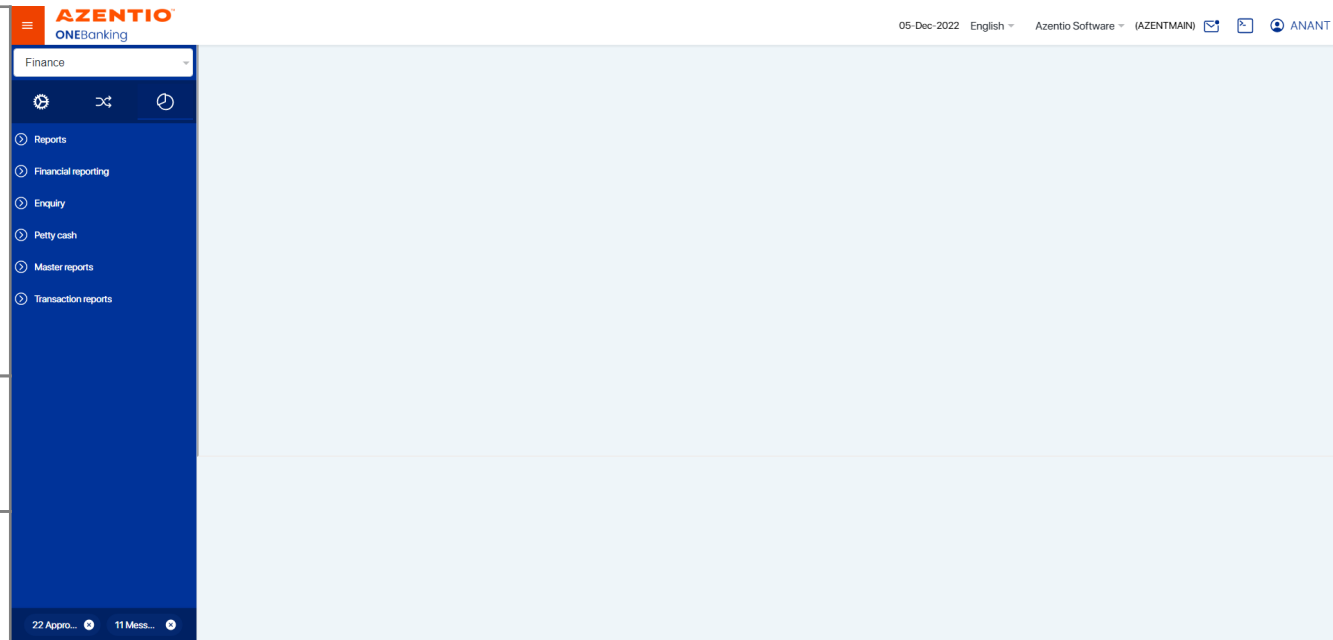 AZENTIO™
ONEBanking
05-Dec-2022 English Azentio Software (AZENTMAIN) ANANT
Finance
Reports
Financial reporting
Enquiry
Petty cash
Master reports
Transaction reports
22 Appro... 11 Mess...